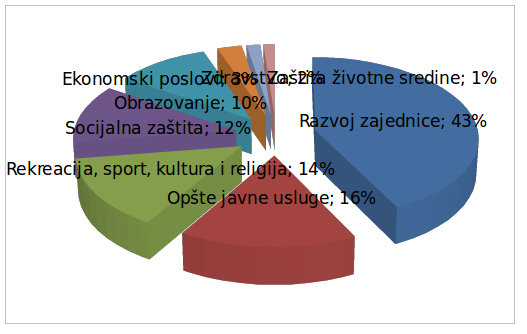 Ekonomski poslovi; 3%
Zdravstvo; 2%
Zaštita životne sredine; 1%
Obrazovanje; 10%
Razvoj zajednice; 43%
Socijalna zaštita; 12%
Rekreacija, sport, kultura i religija; 14%
Opšte javne usluge; 16%